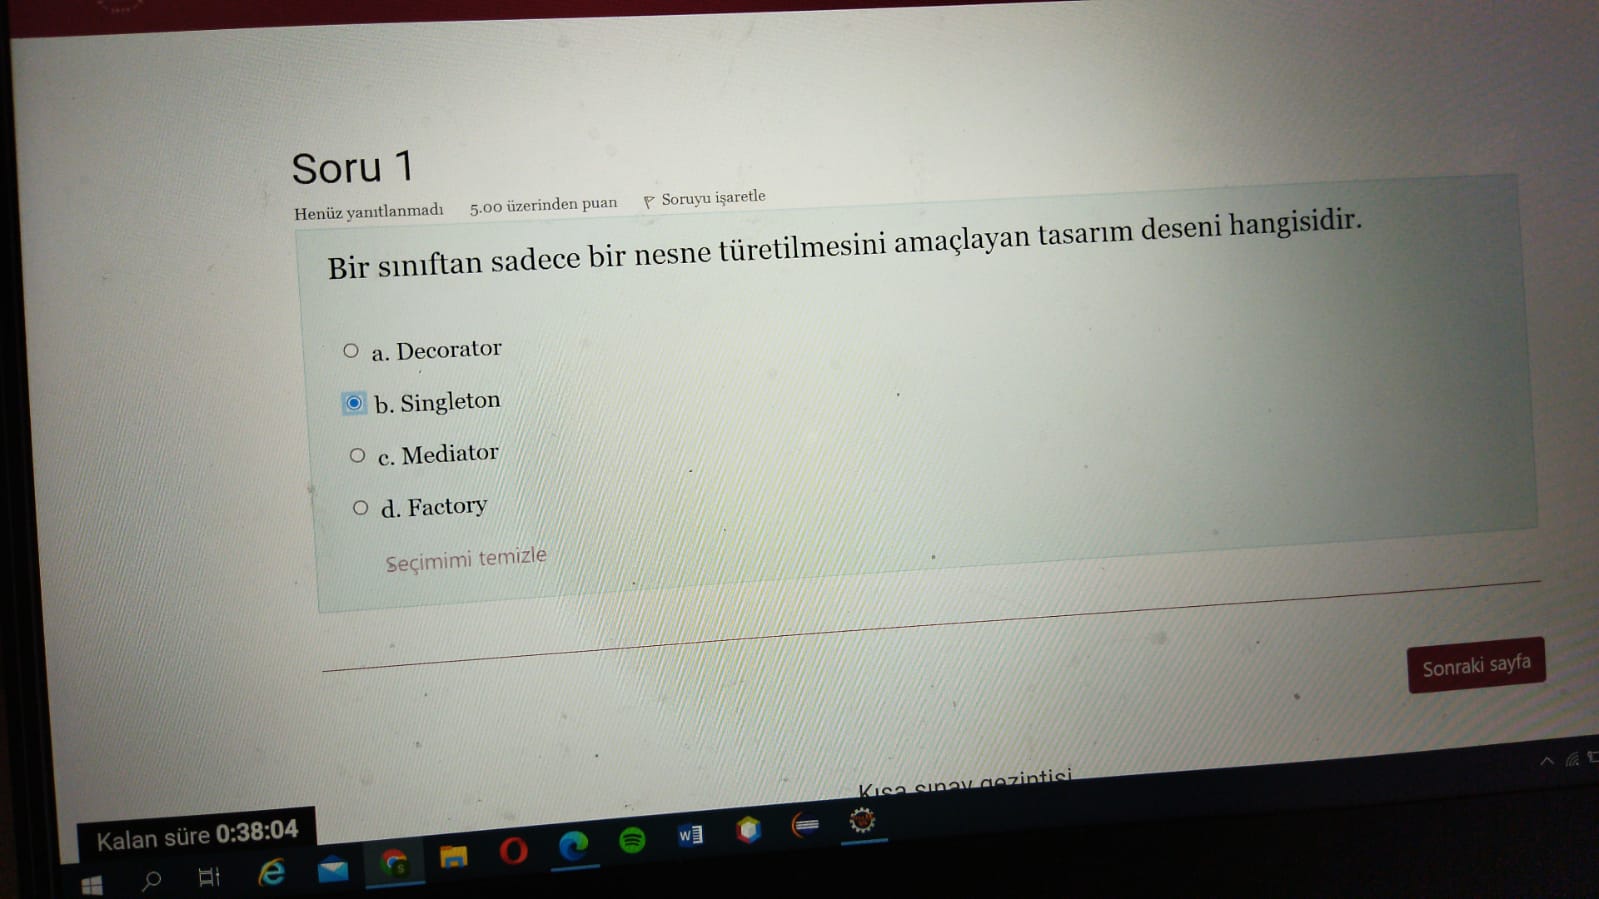 Soru 1
Henüz yanıtlanmadı 5.00 üzerinden puan Soruyu işaretle
Bir sınıftan sadece bir nesne türetilmesini amaçlayan tasarım deseni hangisidir.
a. Decorator
b. Singleton
c. Mediator
d. Factory
Seçimimi temizle
Sonraki sayfa
Kısa sınav gezintisi
Kalan süre 0:38:04